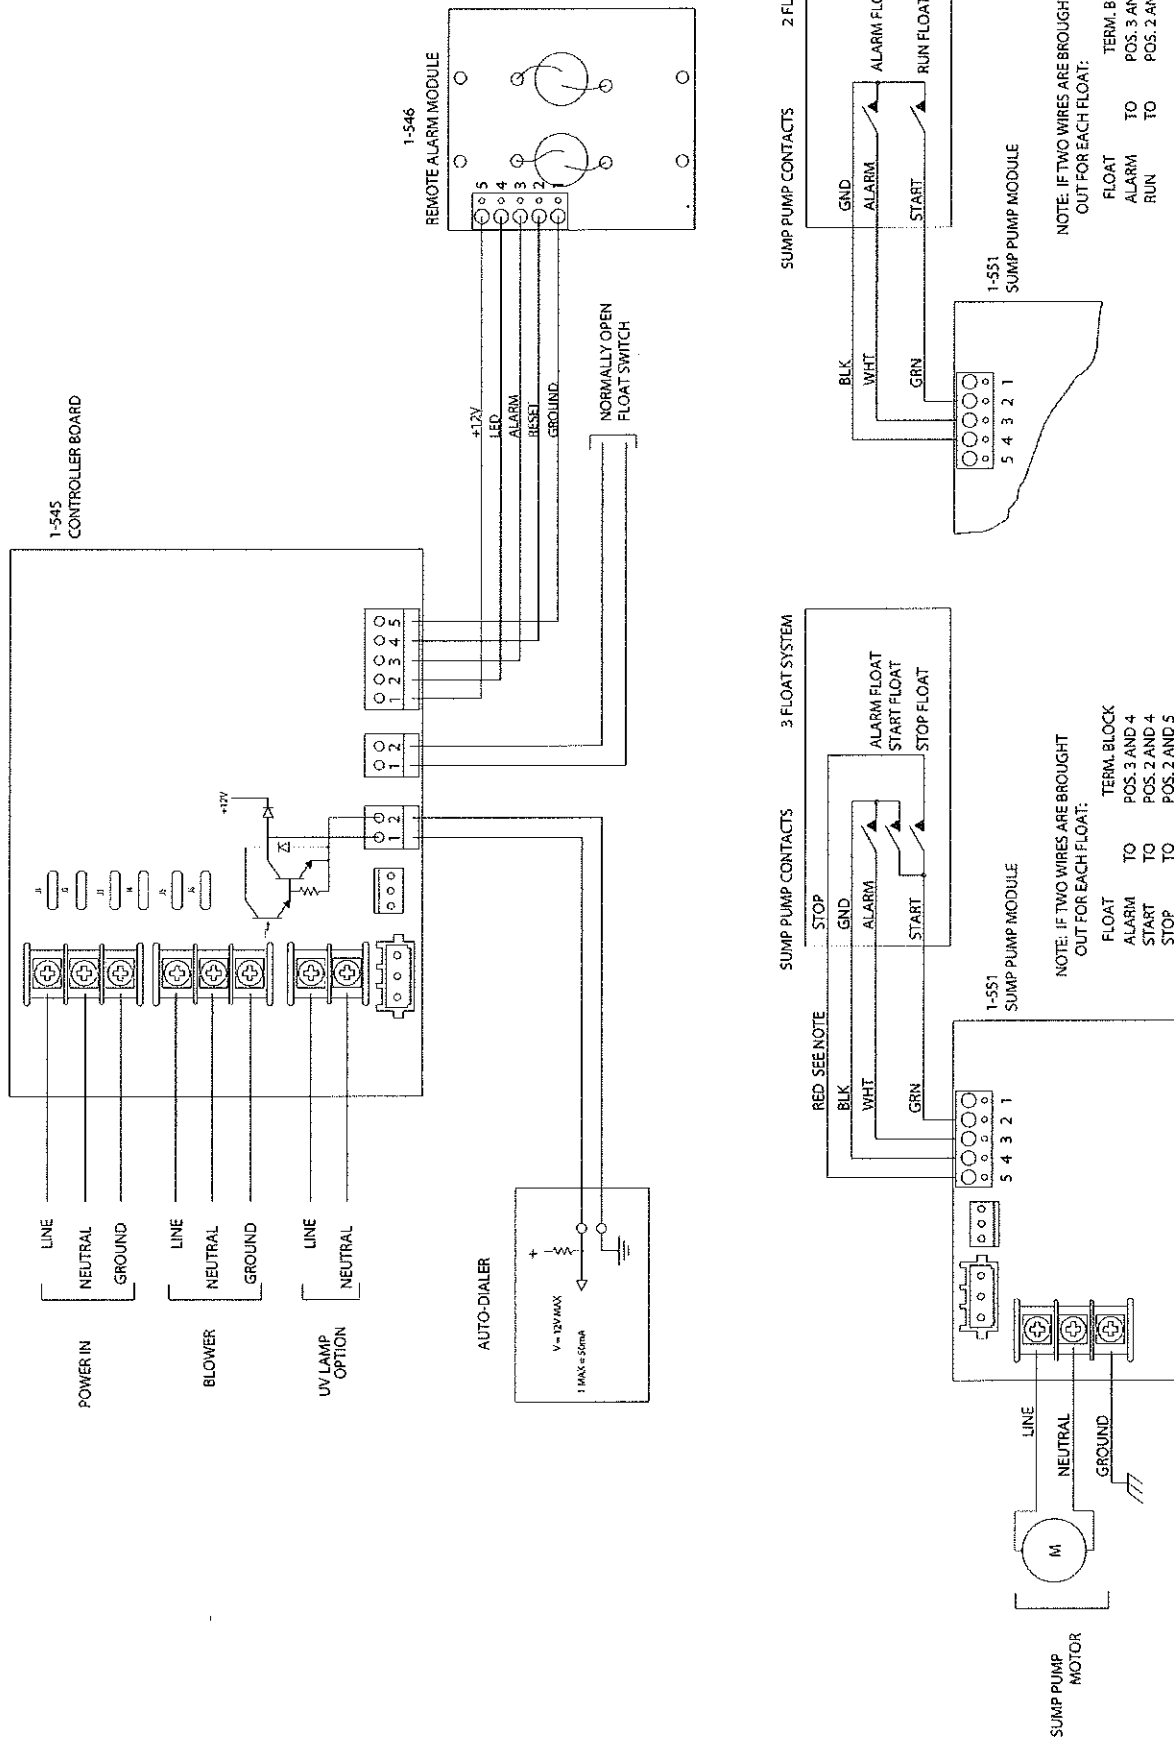 1-545
CONTROLLER BOARD
POWER IN
LINE
NEUTRAL
GROUND
BLOWER
LINE
NEUTRAL
GROUND
UV LAMP
OPTION
LINE
NEUTRAL
+12V
1 2
1 2
1 2 3 4 5
AUTO-DIALER
+
V = 12V MAX
I MAX = 50mA
+12V
LED
ALARM
RESET
GROUND
NORMALLY OPEN
FLOAT SWITCH
1-546
REMOTE ALARM MODULE
5
4
3
2
1
SUMP PUMP CONTACTS
3 FLOAT SYSTEM
RED SEE NOTE
STOP
BLK
GND
WHT
ALARM
GRN
START
ALARM FLOAT
START FLOAT
STOP FLOAT
1-551
SUMP PUMP MODULE
5 4 3 2 1
SUMP PUMP
MOTOR
M
LINE
NEUTRAL
GROUND
NOTE: IF TWO WIRES ARE BROUGHT
OUT FOR EACH FLOAT:
FLOAT TERM. BLOCK
ALARM TO POS. 3 AND 4
START TO POS. 2 AND 4
STOP TO POS. 2 AND 5
SUMP PUMP CONTACTS
2 FL
BLK
GND
WHT
ALARM
GRN
START
ALARM FLO
RUN FLOAT
1-551
SUMP PUMP MODULE
5 4 3 2 1
NOTE: IF TWO WIRES ARE BROUGH
OUT FOR EACH FLOAT:
FLOAT TERM. B
ALARM TO POS. 3 AN
RUN TO POS. 2 AN